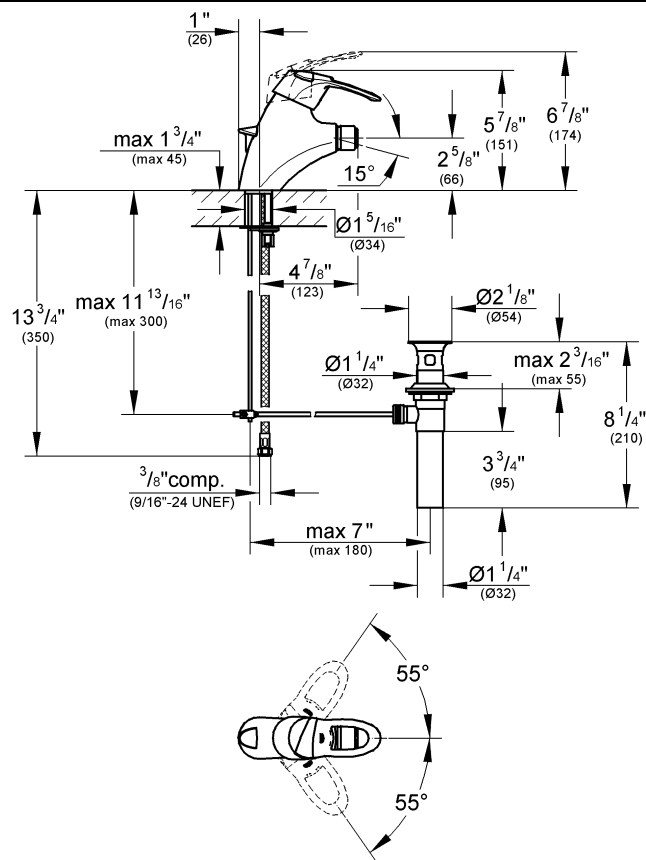 1"
(26)
6 7/8"
(174)
5 7/8"
(151)
max 1 3/4"
(max 45)
2 5/8"
(66)
15°
Ø1 5/16"
(Ø34)
4 7/8"
(123)
max 11 13/16"
(max 300)
13 3/4"
(350)
Ø2 1/8"
(Ø54)
Ø1 1/4"
(Ø32)
max 2 3/16"
(max 55)
8 1/4"
(210)
3 3/4"
(95)
3/8"comp.
(9/16"-24 UNEF)
max 7"
(max 180)
Ø1 1/4"
(Ø32)
55°
55°